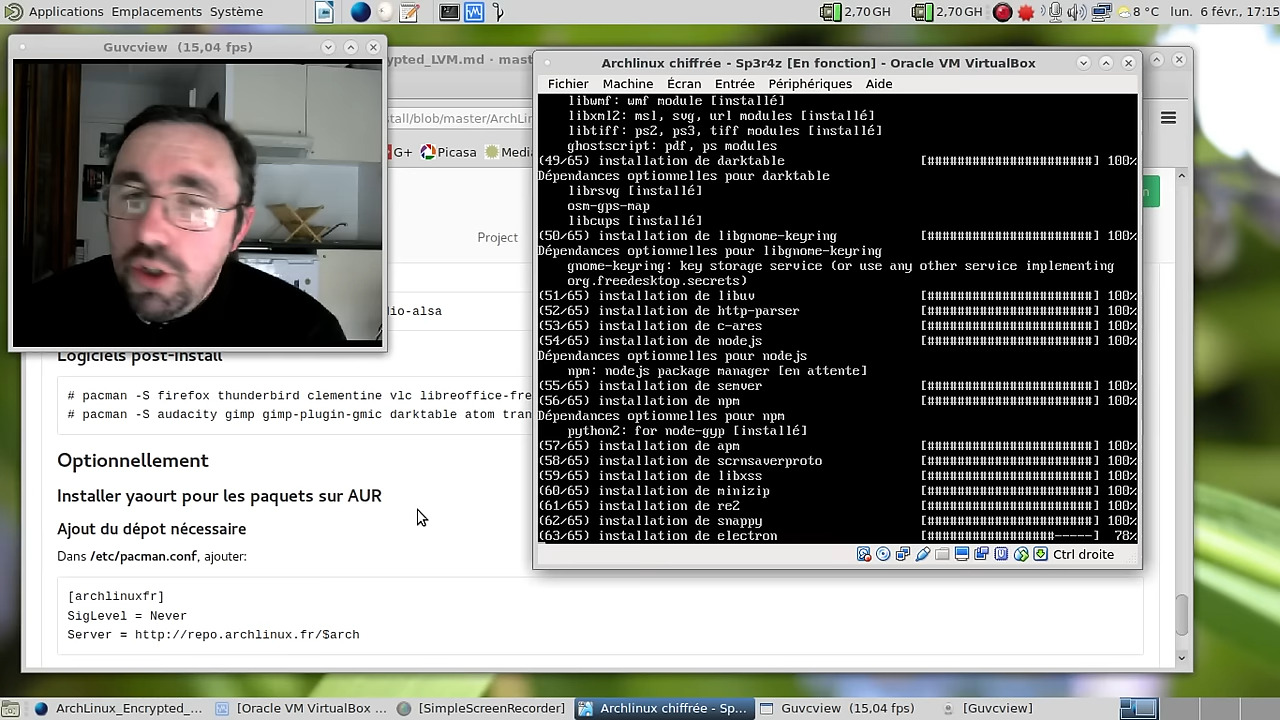 Applications Emplacements Système
2,70 GH 2,70 GH 8 °C lun. 6 févr., 17:15
Guvcview (15,04 fps)
ypted_LVM.md - mast
tall/blob/master/ArchLin
G+ Picasa Media
Project
dio-alsa
Logiciels post-install
# pacman -S firefox thunderbird clementine vlc libreoffice-fre
# pacman -S audacity gimp gimp-plugin-gmic darktable atom tran
Optionnellement
Installer yaourt pour les paquets sur AUR
Ajout du dépot nécessaire
Dans /etc/pacman.conf, ajouter:
[archlinuxfr]
SigLevel = Never
Server = http://repo.archlinux.fr/$arch
Archlinux chiffrée - Sp3r4z [En fonction] - Oracle VM VirtualBox
Fichier Machine Écran Entrée Périphériques Aide
libwmf: wmf module [installé]
libxml2: msl, svg, url modules [installé]
libtiff: ps2, ps3, tiff modules [installé]
ghostscript: pdf, ps modules
(49/65) installation de darktable [######################] 100%
Dépendances optionnelles pour darktable
librsvg [installé]
osm-gps-map
libcups [installé]
(50/65) installation de libgnome-keyring [######################] 100%
Dépendances optionnelles pour libgnome-keyring
gnome-keyring: key storage service (or use any other service implementing
org.freedesktop.secrets)
(51/65) installation de libuv [######################] 100%
(52/65) installation de http-parser [######################] 100%
(53/65) installation de c-ares [######################] 100%
(54/65) installation de nodejs [######################] 100%
Dépendances optionnelles pour nodejs
npm: nodejs package manager [en attente]
(55/65) installation de semver [######################] 100%
(56/65) installation de npm [######################] 100%
Dépendances optionnelles pour npm
python2: for node-gyp [installé]
(57/65) installation de apm [######################] 100%
(58/65) installation de scrnsaverproto [######################] 100%
(59/65) installation de libxss [######################] 100%
(60/65) installation de minizip [######################] 100%
(61/65) installation de re2 [######################] 100%
(62/65) installation de snappy [######################] 100%
(63/65) installation de electron [#################-----] 78%
Ctrl droite
ArchLinux_Encrypted_... [Oracle VM VirtualBox ... [SimpleScreenRecorder] Archlinux chiffrée - Sp... Guvcview (15,04 fps) [Guvcview]